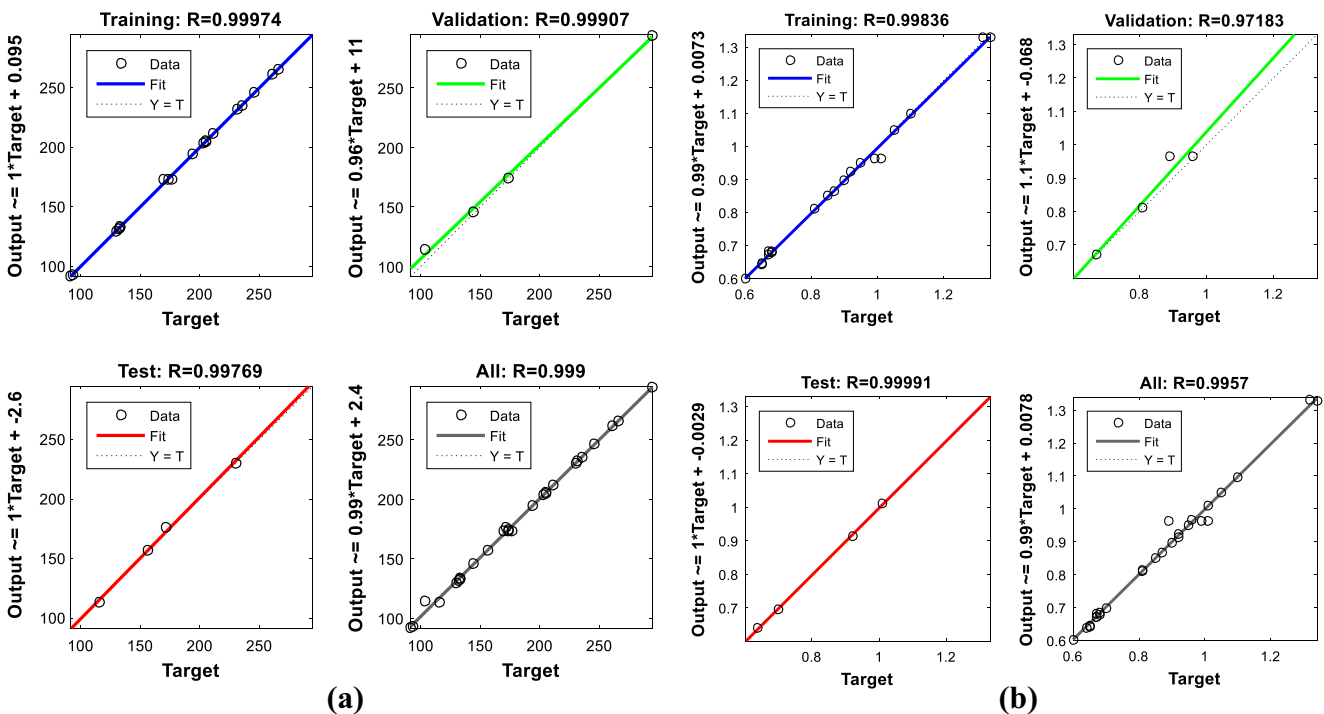 Training: R=0.99974
Output ~= 1*Target + 0.095
Data
Fit
Y = T
250
200
150
100
100 150 200 250
Target
Validation: R=0.99907
Output ~= 0.96*Target + 11
Data
Fit
Y = T
250
200
150
100
100 150 200 250
Target
Test: R=0.99769
Output ~= 1*Target + -2.6
Data
Fit
Y = T
250
200
150
100
100 150 200 250
Target
All: R=0.999
Output ~= 0.99*Target + 2.4
Data
Fit
Y = T
250
200
150
100
100 150 200 250
Target
(a)
Training: R=0.99836
Output ~= 0.99*Target + 0.0073
Data
Fit
Y = T
1.3
1.2
1.1
1
0.9
0.8
0.7
0.6
0.6 0.8 1 1.2
Target
Validation: R=0.97183
Output ~= 1.1*Target + -0.068
Data
Fit
Y = T
1.3
1.2
1.1
1
0.9
0.8
0.7
0.8 1 1.2
Target
Test: R=0.99991
Output ~= 1*Target + -0.0029
Data
Fit
Y = T
1.3
1.2
1.1
1
0.9
0.8
0.7
0.8 1 1.2
Target
All: R=0.9957
Output ~= 0.99*Target + 0.0078
Data
Fit
Y = T
1.3
1.2
1.1
1
0.9
0.8
0.7
0.6
0.6 0.8 1 1.2
Target
(b)